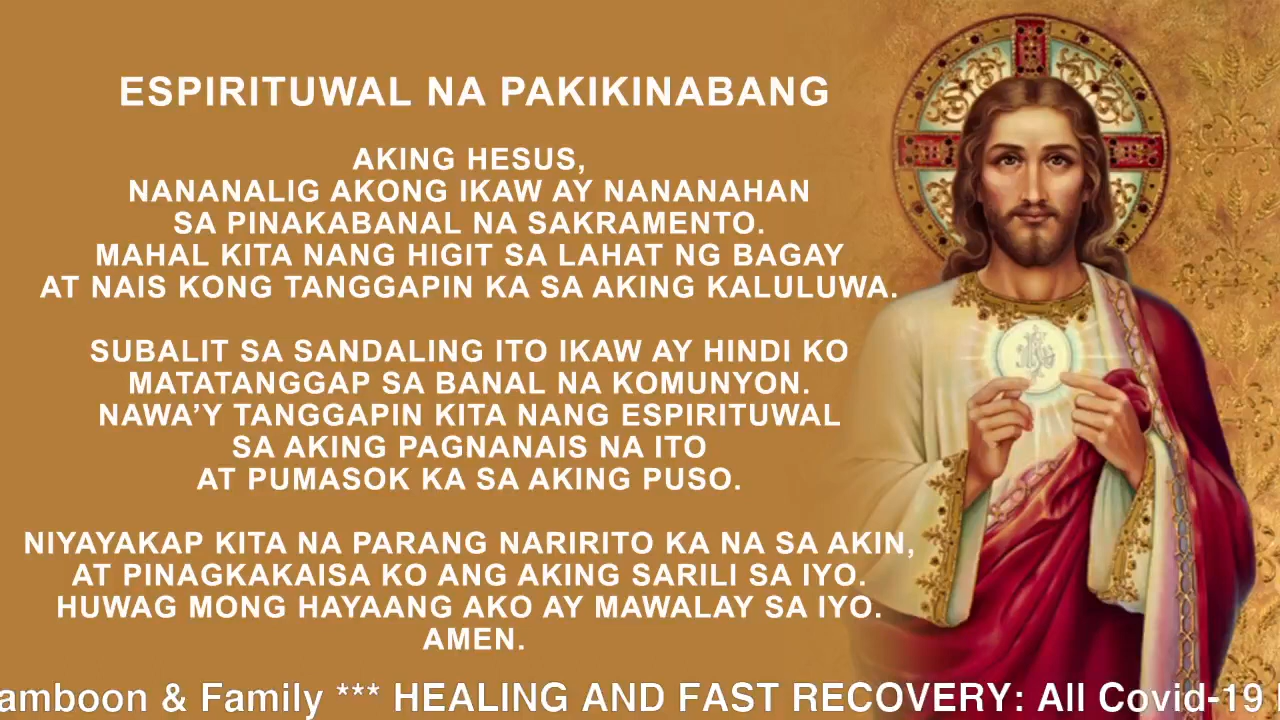 ESPIRITUWAL NA PAKIKINABANG
AKING HESUS,
NANANALIG AKONG IKAW AY NANANAHAN
SA PINAKABANAL NA SAKRAMENTO.
MAHAL KITA NANG HIGIT SA LAHAT NG BAGAY
AT NAIS KONG TANGGAPIN KA SA AKING KALULUWA.
SUBALIT SA SANDALING ITO IKAW AY HINDI KO
MATATANGGAP SA BANAL NA KOMUNYON.
NAWA’Y TANGGAPIN KITA NANG ESPIRITUWAL
SA AKING PAGNANAIS NA ITO
AT PUMASOK KA SA AKING PUSO.
NIYAYAKAP KITA NA PARANG NARIRITO KA NA SA AKIN,
AT PINAGKAKAISA KO ANG AKING SARILI SA IYO.
HUWAG MONG HAYAANG AKO AY MAWALAY SA IYO.
AMEN.
amboon & Family *** HEALING AND FAST RECOVERY: All Covid-19